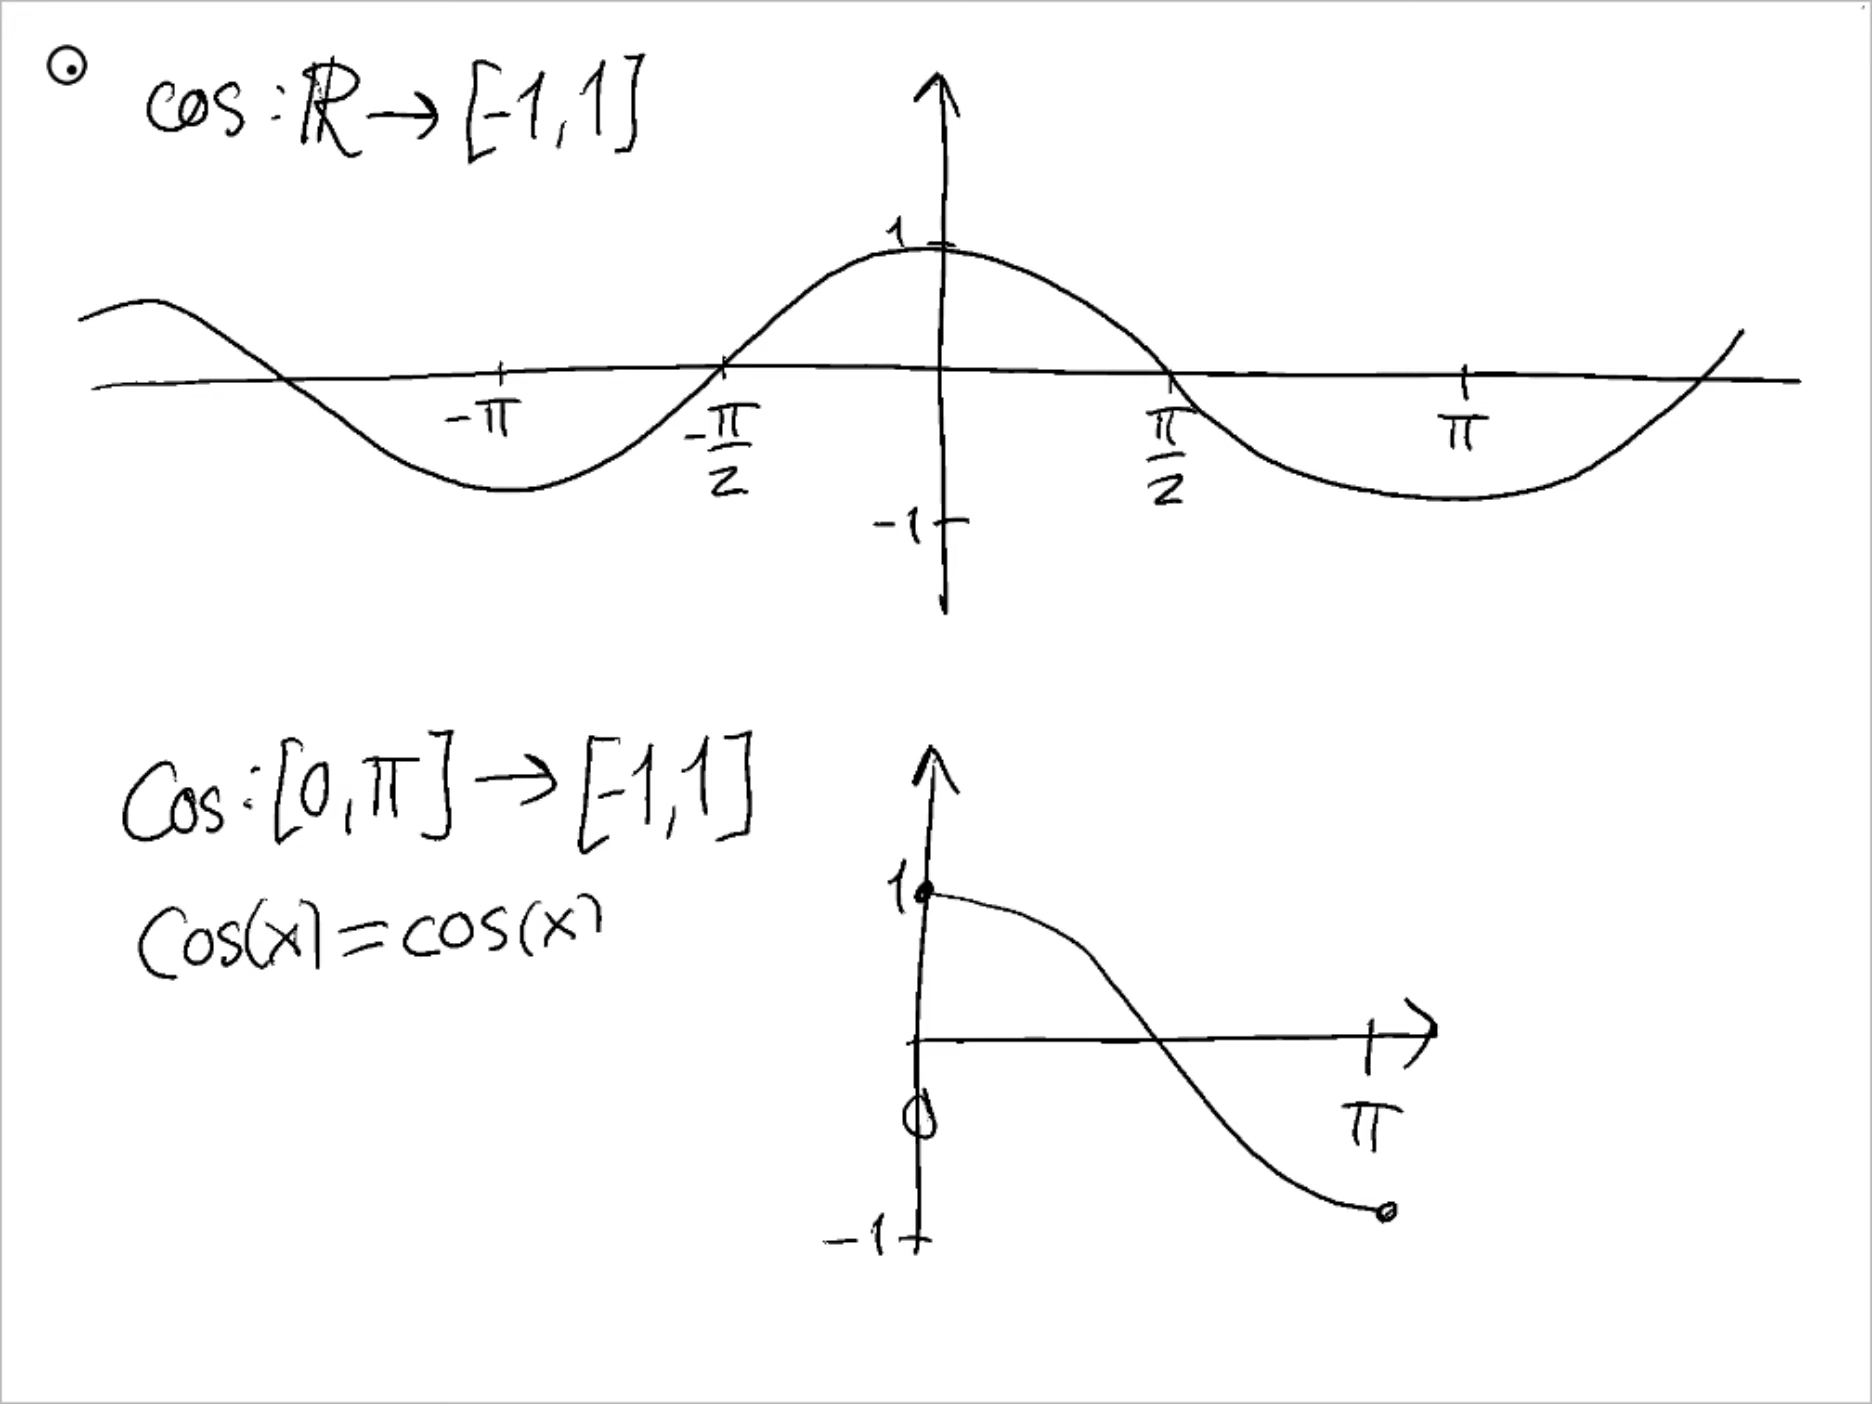 cos : ℝ → [-1, 1]
1
-π
-π/2
π/2
π
-1
Cos : [0, π] → [-1, 1]
1
Cos(x) = cos(x)
0
π
-1